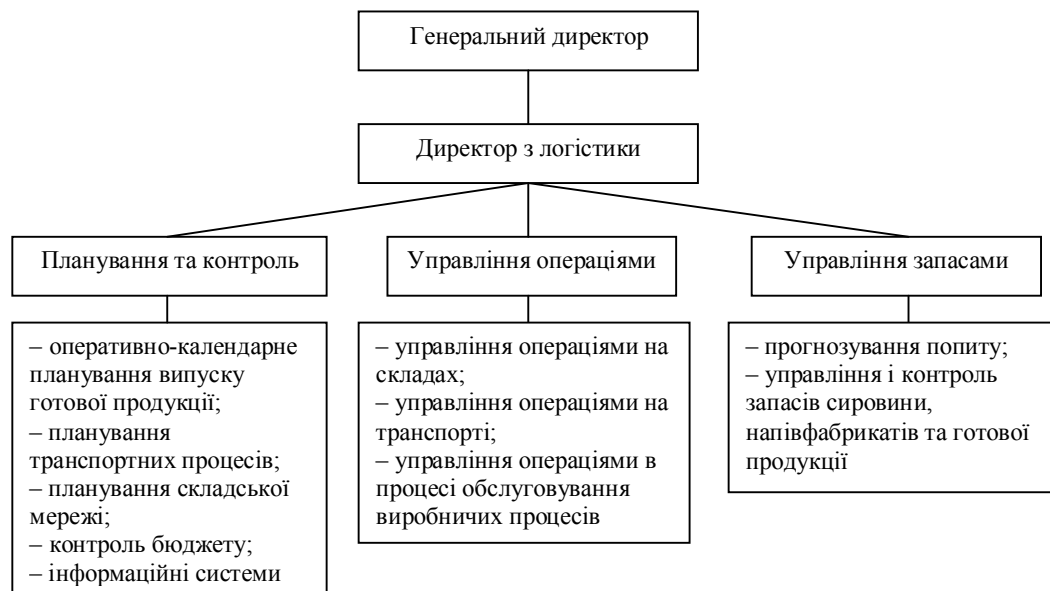 Генеральний директор
Директор з логістики
Планування та контроль
Управління операціями
Управління запасами
– оперативно-календарне
планування випуску
готової продукції;
– планування
транспортних процесів;
– планування складської
мережі;
– контроль бюджету;
– інформаційні системи
– управління операціями на
складах;
– управління операціями на
транспорті;
– управління операціями в
процесі обслуговування
виробничих процесів
– прогнозування попиту;
– управління і контроль
запасів сировини,
напівфабрикатів та готової
продукції